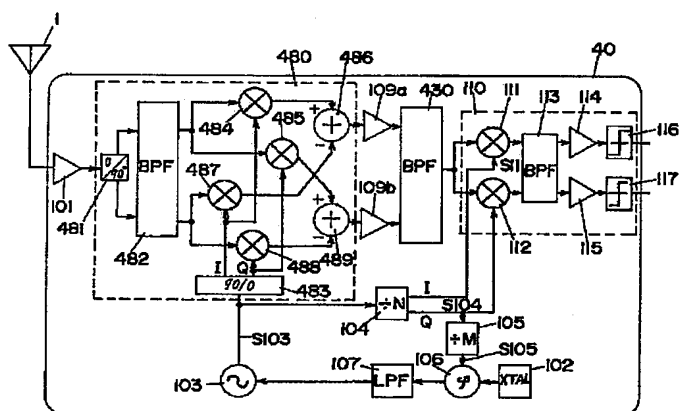 1
40
480
486
109a
430
110
111
113
114
116
484
485
101
0
90°
481
BPF
482
487
488
489
+
-
+
-
109b
S11
BPF
112
115
117
I
Q
90/0
483
÷N
104
I
Q
S104
÷M
105
S105
S103
103
107
LPF
106
φ
XTAL
102